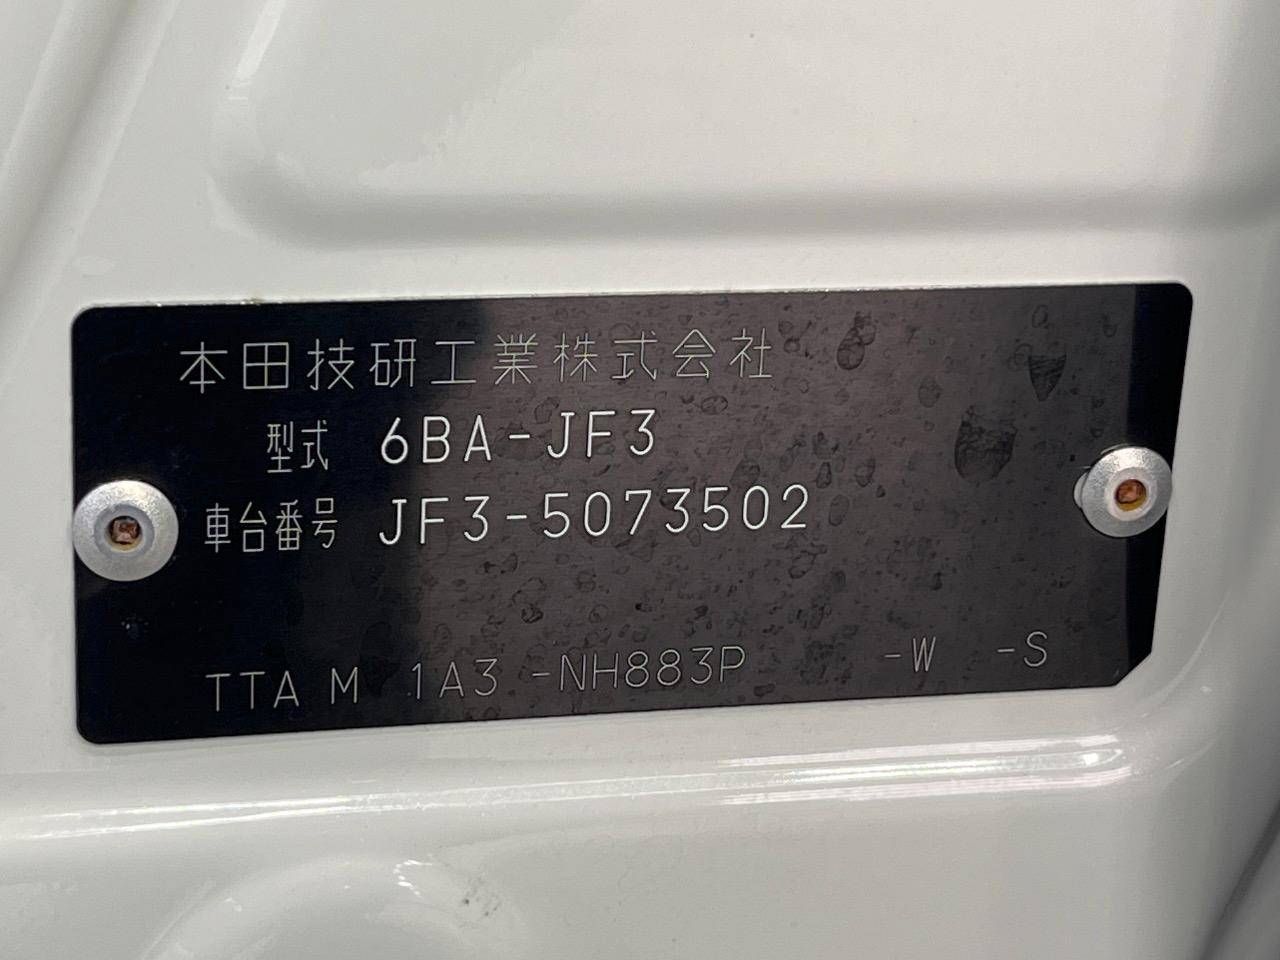 本田技研工業株式会社
型式 6BA-JF3
車台番号 JF3-5073502
TTA M 1A3 -NH883P -W -S